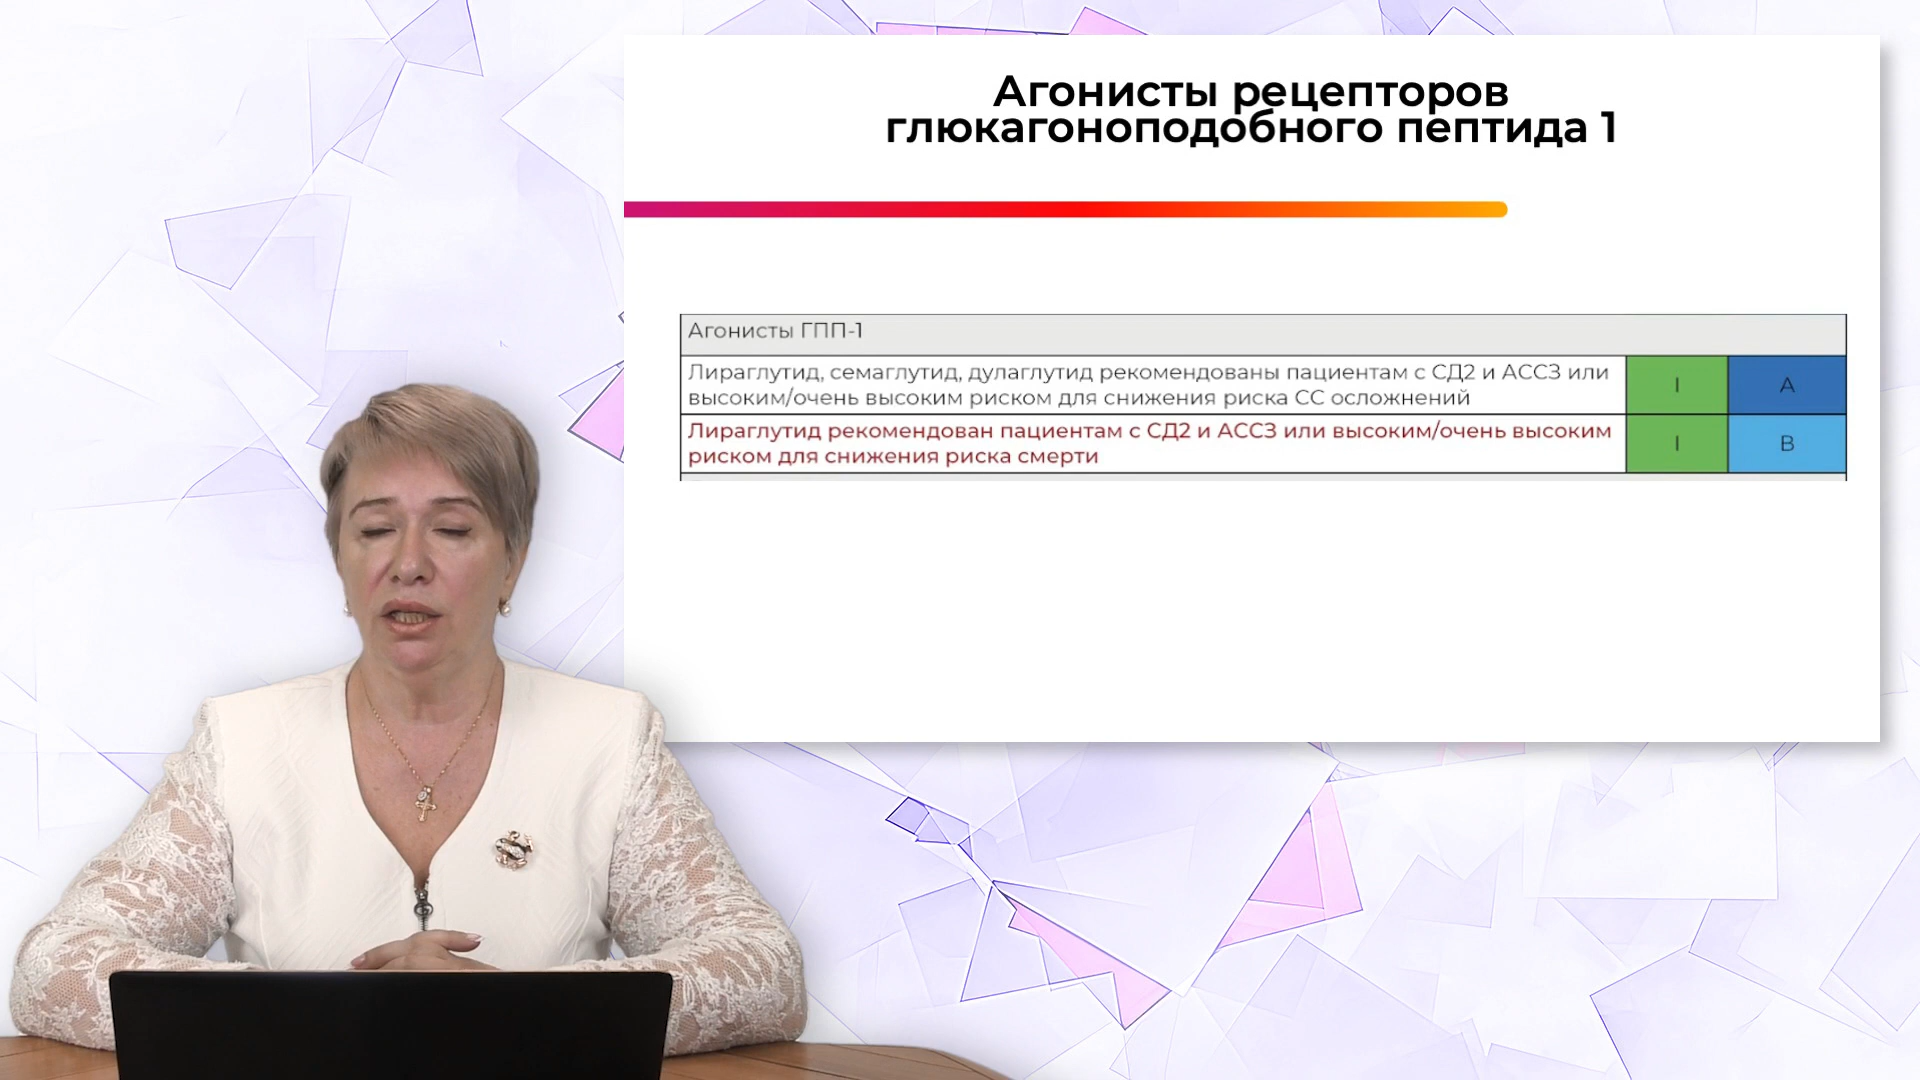 Агонисты рецепторов
глюкагоноподобного пептида 1
Агонисты ГПП-1
Лираглутид, семаглутид, дулаглутид рекомендованы пациентам с СД2 и АССЗ или
высоким/очень высоким риском для снижения риска СС осложнений
I
A
Лираглутид рекомендован пациентам с СД2 и АССЗ или высоким/очень высоким
риском для снижения риска смерти
I
B